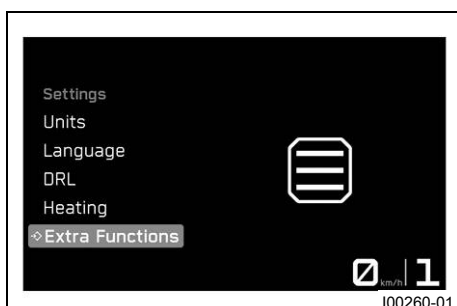 Settings
Units
Language
DRL
Heating
Extra Functions
0 km/h 1
I00260-01